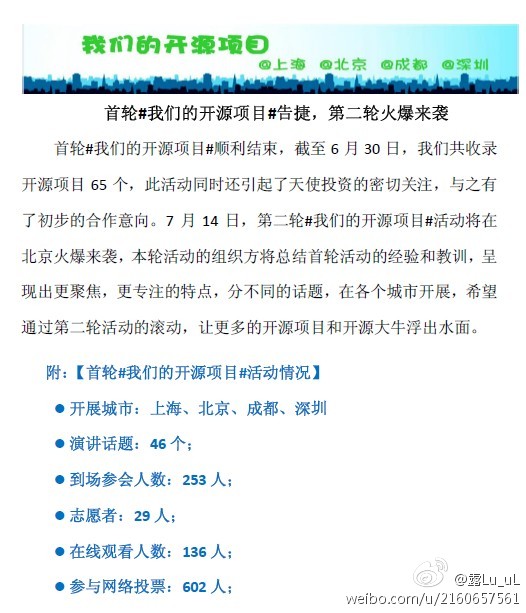 我们的开源项目
@上海 @北京 @成都 @深圳
首轮#我们的开源项目#告捷，第二轮火爆来袭
首轮#我们的开源项目#顺利结束，截至 6 月 30 日，我们共收录
开源项目 65 个，此活动同时还引起了天使投资的密切关注，与之有
了初步的合作意向。7 月 14 日，第二轮#我们的开源项目#活动将在
北京火爆来袭，本轮活动的组织方将总结首轮活动的经验和教训，呈
现出更聚焦，更专注的特点，分不同的话题，在各个城市开展，希望
通过第二轮活动的滚动，让更多的开源项目和开源大牛浮出水面。
附：【首轮#我们的开源项目#活动情况】
● 开展城市：上海、北京、成都、深圳
● 演讲话题：46 个；
● 到场参会人数：253 人；
● 志愿者：29 人；
● 在线观看人数：136 人；
● 参与网络投票：602 人；
@露Lu_uL
weibo.com/u/2160657561